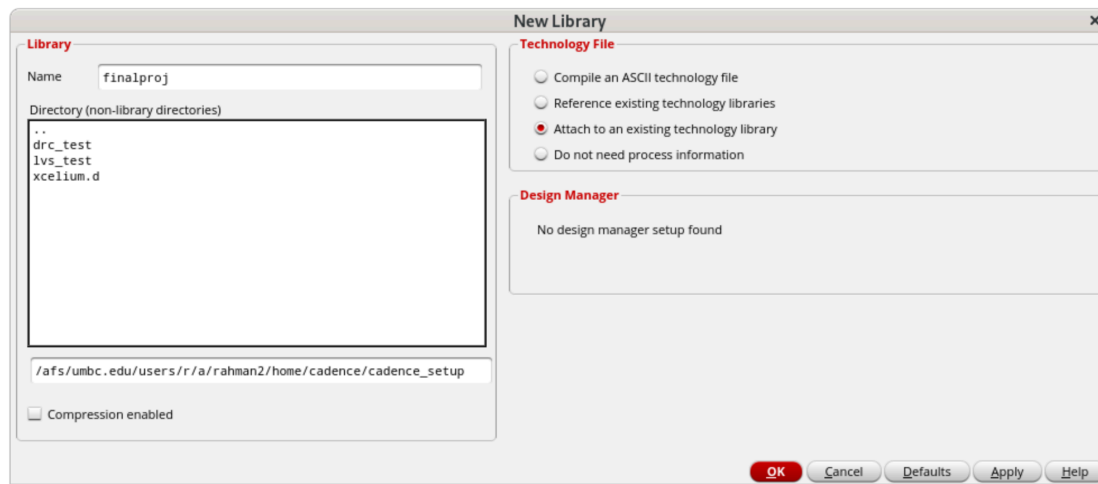 New Library
Library
Name finalproj
Directory (non-library directories)
..
drc_test
lvs_test
xcelium.d
/afs/umbc.edu/users/r/a/rahman2/home/cadence/cadence_setup
Compression enabled
Technology File
Compile an ASCII technology file
Reference existing technology libraries
Attach to an existing technology library
Do not need process information
Design Manager
No design manager setup found
OK Cancel Defaults Apply Help